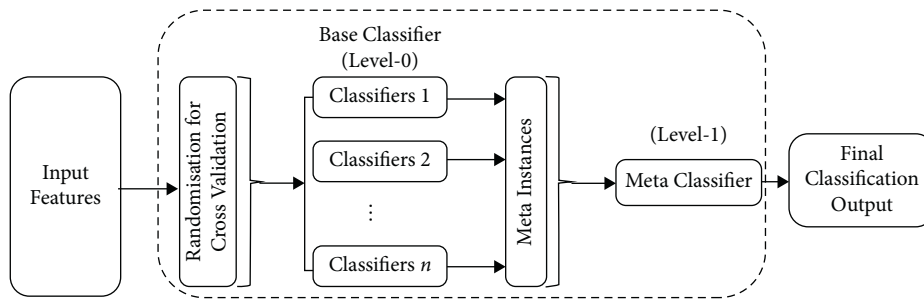 Input
Features
Randomisation for
Cross Validation
Base Classifier
(Level-0)
Classifiers 1
Classifiers 2
...
Classifiers n
Meta Instances
(Level-1)
Meta Classifier
Final
Classification
Output